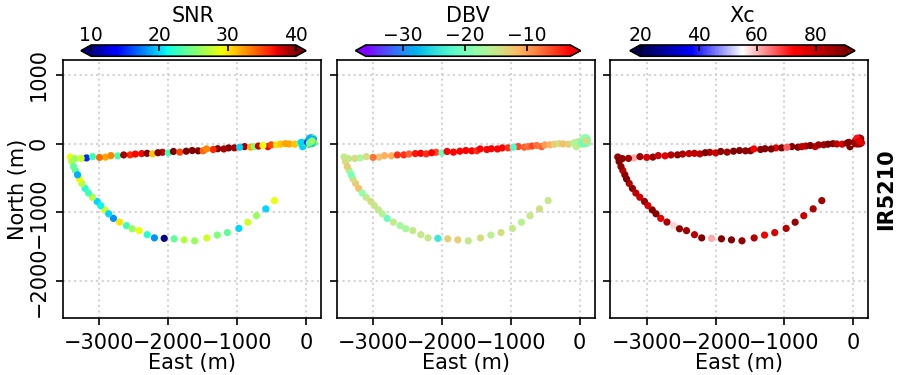 SNR DBV Xc
10 20 30 40 −30 −20 −10 20 40 60 80
1000
0
−1000
−2000
North (m)
IR5210
−3000 −2000 −1000 0 −3000 −2000 −1000 0 −3000 −2000 −1000 0
East (m) East (m) East (m)